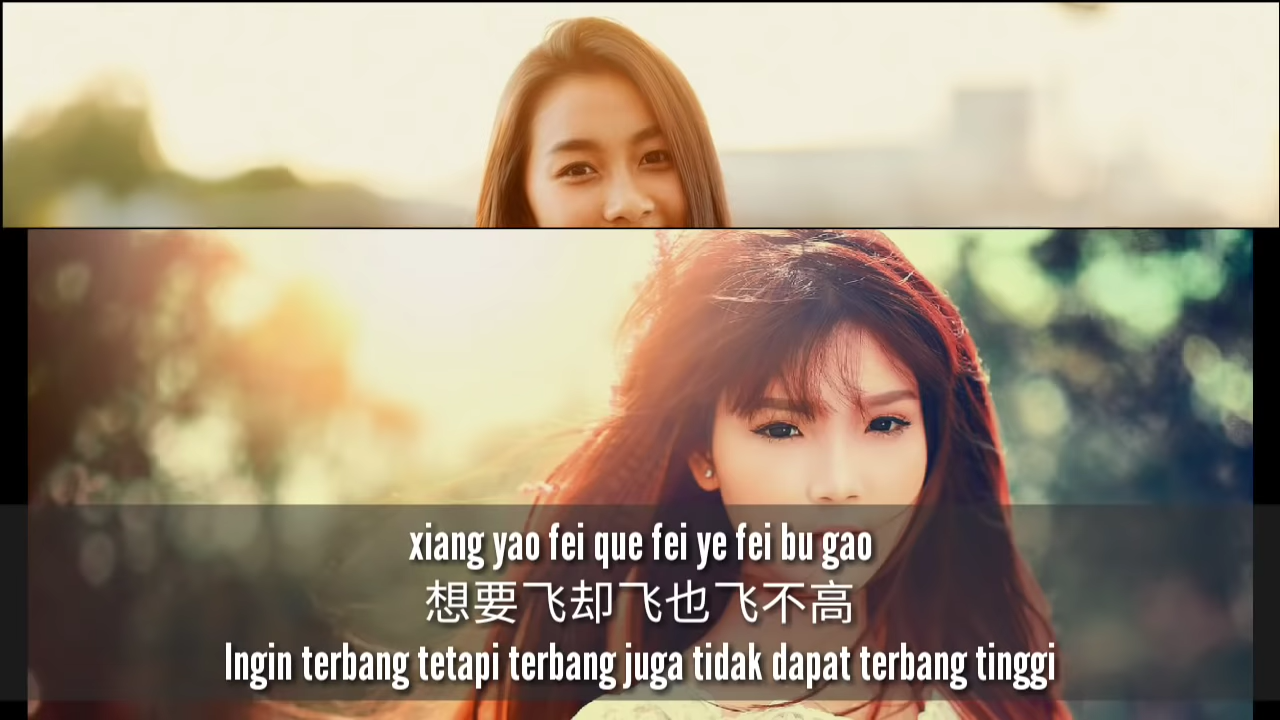 xiang yao fei que fei ye fei bu gao
想要飞却飞也飞不高
Ingin terbang tetapi terbang juga tidak dapat terbang tinggi